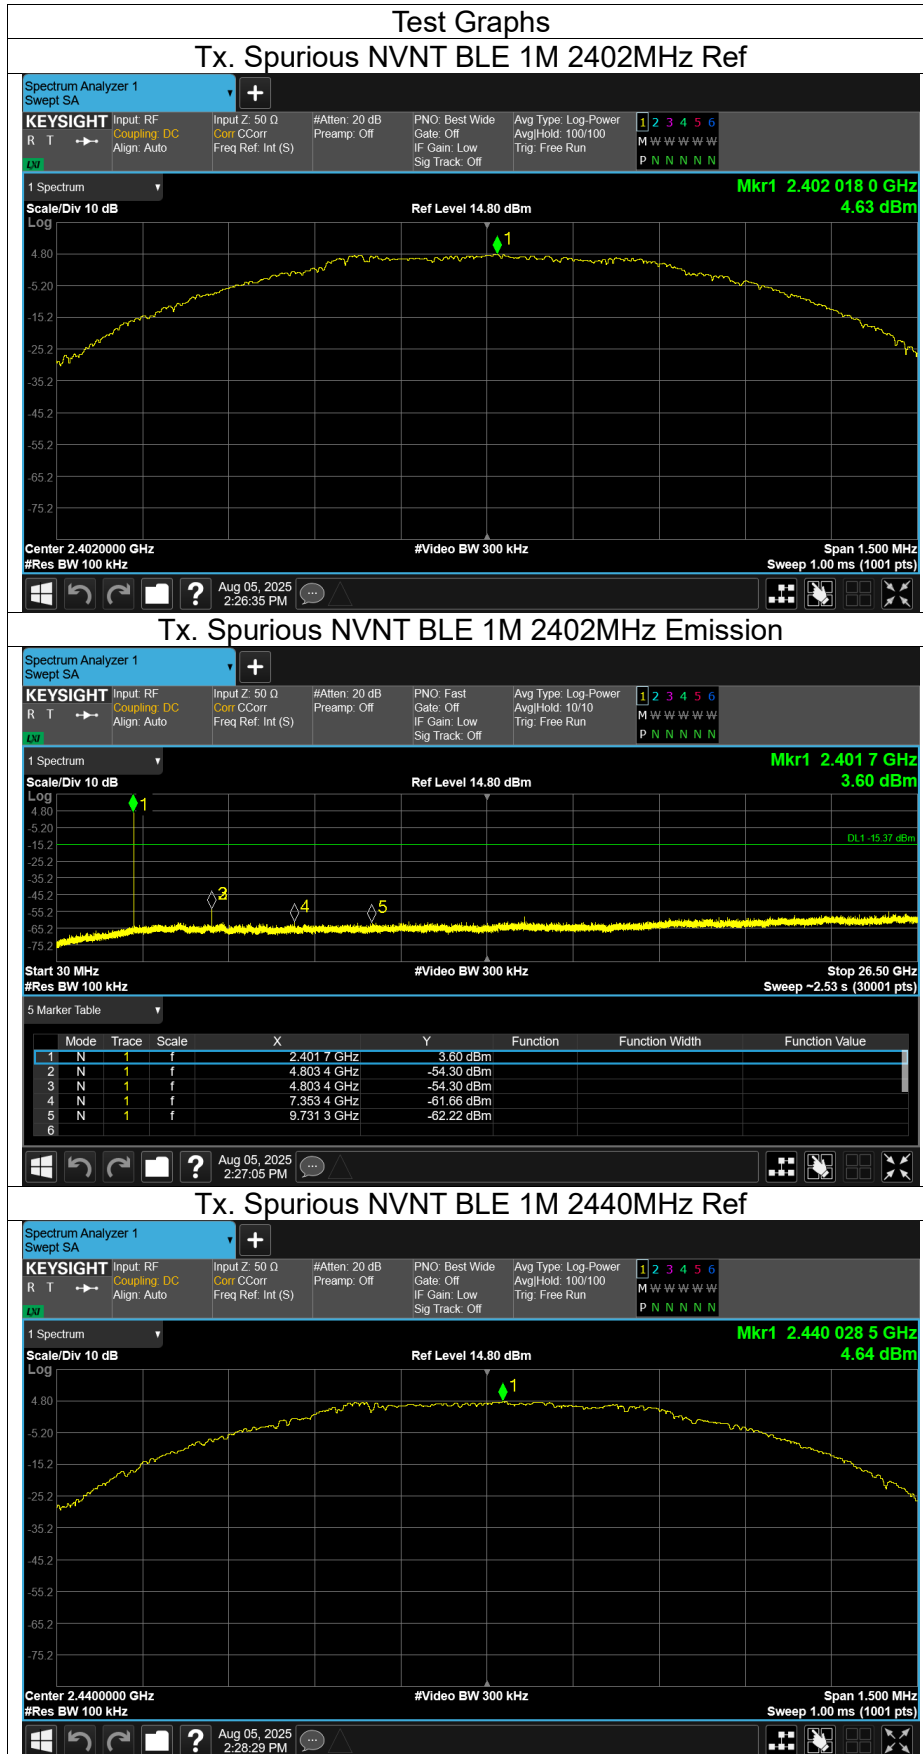 Test Graphs
Tx. Spurious NVNT BLE 1M 2402MHz Ref
Spectrum Analyzer 1
Swept SA
KEYSIGHT Input: RF Input Z: 50 Ω #Atten: 20 dB PNO: Best Wide Avg Type: Log-Power 1 2 3 4 5 6
R T Coupling: DC Corr CCorr Preamp: Off Gate: Off Avg|Hold: 100/100 M W W W W W
Align: Auto Freq Ref: Int (S) IF Gain: Low Trig: Free Run
LXI Sig Track: Off P N N N N N
1 Spectrum Mkr1 2.402 018 0 GHz
Scale/Div 10 dB Ref Level 14.80 dBm 4.63 dBm
Log
1
4.80
-5.20
-15.2
-25.2
-35.2
-45.2
-55.2
-65.2
-75.2
Center 2.4020000 GHz #Video BW 300 kHz Span 1.500 MHz
#Res BW 100 kHz Sweep 1.00 ms (1001 pts)
? Aug 05, 2025
2:26:35 PM
Tx. Spurious NVNT BLE 1M 2402MHz Emission
Spectrum Analyzer 1
Swept SA
KEYSIGHT Input: RF Input Z: 50 Ω #Atten: 20 dB PNO: Fast Avg Type: Log-Power 1 2 3 4 5 6
R T Coupling: DC Corr CCorr Preamp: Off Gate: Off Avg|Hold: 10/10 M W W W W W
Align: Auto Freq Ref: Int (S) IF Gain: Low Trig: Free Run
LXI Sig Track: Off P N N N N N
1 Spectrum Mkr1 2.401 7 GHz
Scale/Div 10 dB Ref Level 14.80 dBm 3.60 dBm
Log
1
4.80
-5.20
-15.2 DL1 -15.37 dBm
-25.2
-35.2
-45.2 3
-55.2 4 5
-65.2
-75.2
Start 30 MHz #Video BW 300 kHz Stop 26.50 GHz
#Res BW 100 kHz Sweep ~2.53 s (30001 pts)
5 Marker Table
Mode Trace Scale X Y Function Function Width Function Value
1 N 1 f 2.401 7 GHz 3.60 dBm
2 N 1 f 4.803 4 GHz -54.30 dBm
3 N 1 f 4.803 4 GHz -54.30 dBm
4 N 1 f 7.353 4 GHz -61.66 dBm
5 N 1 f 9.731 3 GHz -62.22 dBm
6
? Aug 05, 2025
2:27:05 PM
Tx. Spurious NVNT BLE 1M 2440MHz Ref
Spectrum Analyzer 1
Swept SA
KEYSIGHT Input: RF Input Z: 50 Ω #Atten: 20 dB PNO: Best Wide Avg Type: Log-Power 1 2 3 4 5 6
R T Coupling: DC Corr CCorr Preamp: Off Gate: Off Avg|Hold: 100/100 M W W W W W
Align: Auto Freq Ref: Int (S) IF Gain: Low Trig: Free Run
LXI Sig Track: Off P N N N N N
1 Spectrum Mkr1 2.440 028 5 GHz
Scale/Div 10 dB Ref Level 14.80 dBm 4.64 dBm
Log
1
4.80
-5.20
-15.2
-25.2
-35.2
-45.2
-55.2
-65.2
-75.2
Center 2.4400000 GHz #Video BW 300 kHz Span 1.500 MHz
#Res BW 100 kHz Sweep 1.00 ms (1001 pts)
? Aug 05, 2025
2:28:29 PM